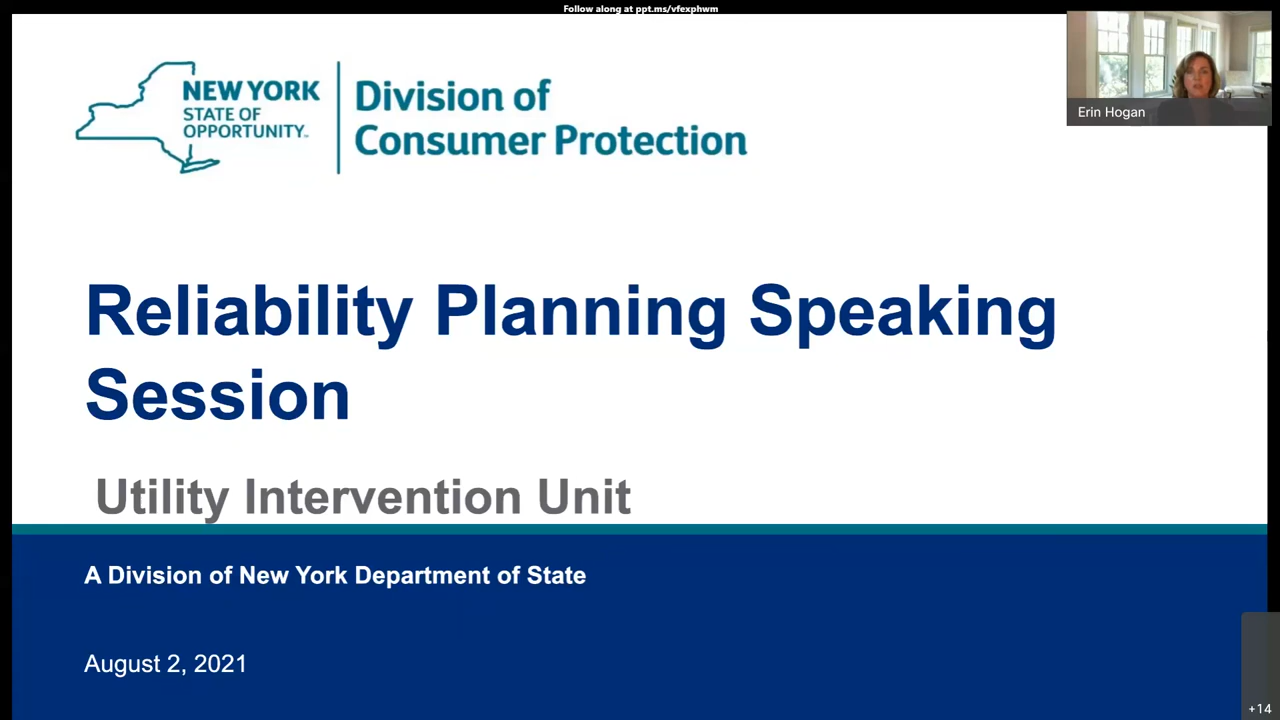 Follow along at ppt.ms/vfexphwm
NEW YORK
STATE OF
OPPORTUNITY™
Division of
Consumer Protection
Erin Hogan
Reliability Planning Speaking
Session
Utility Intervention Unit
A Division of New York Department of State
August 2, 2021
+14